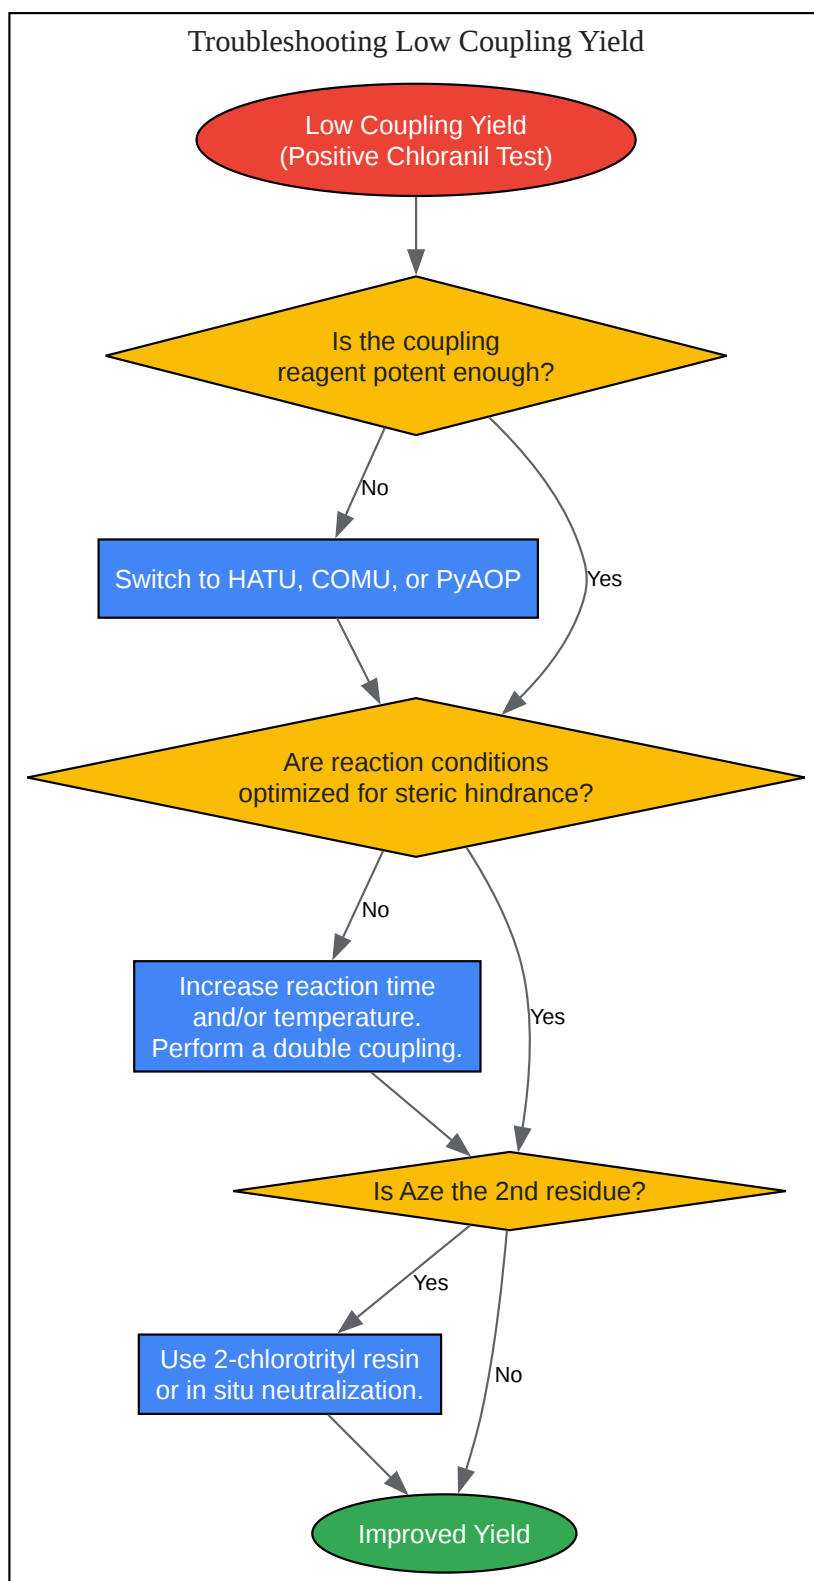 Troubleshooting Low Coupling Yield
Low Coupling Yield
(Positive Chloranil Test)
Is the coupling
reagent potent enough?
No
Switch to HATU, COMU, or PyAOP
Yes
Are reaction conditions
optimized for steric hindrance?
No
Increase reaction time
and/or temperature.
Perform a double coupling.
Yes
Is Aze the 2nd residue?
Yes
Use 2-chlorotrityl resin
or in situ neutralization.
No
Improved Yield